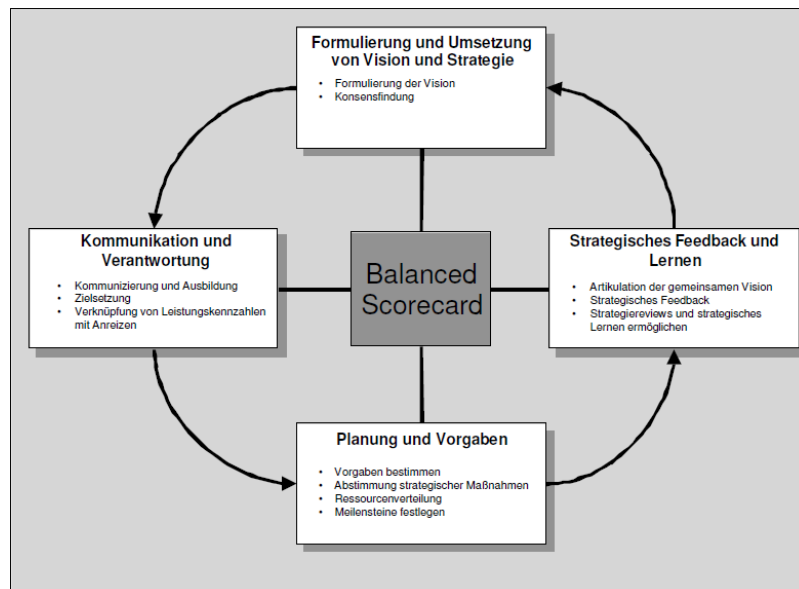 Formulierung und Umsetzung
von Vision und Strategie
• Formulierung der Vision
• Konsensfindung
Kommunikation und
Verantwortung
• Kommunizierung und Ausbildung
• Zielsetzung
• Verknüpfung von Leistungskennzahlen
mit Anreizen
Balanced
Scorecard
Strategisches Feedback und
Lernen
• Artikulation der gemeinsamen Vision
• Strategisches Feedback
• Strategiereviews und strategisches
Lernen ermöglichen
Planung und Vorgaben
• Vorgaben bestimmen
• Abstimmung strategischer Maßnahmen
• Ressourcenverteilung
• Meilensteine festlegen